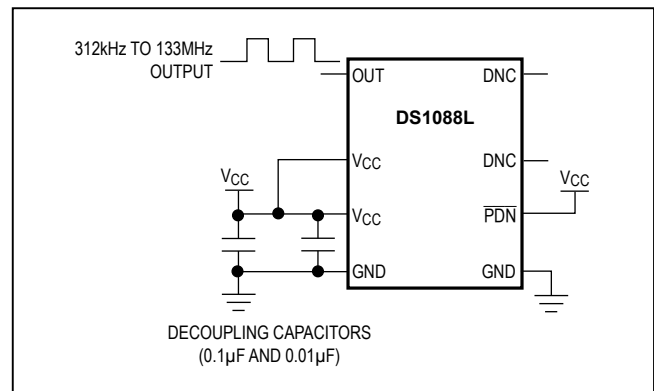 312kHz TO 133MHz
OUTPUT
OUT
DNC
DS1088L
VCC
DNC
VCC
VCC
VCC
PDN
GND
GND
DECOUPLING CAPACITORS
(0.1µF AND 0.01µF)